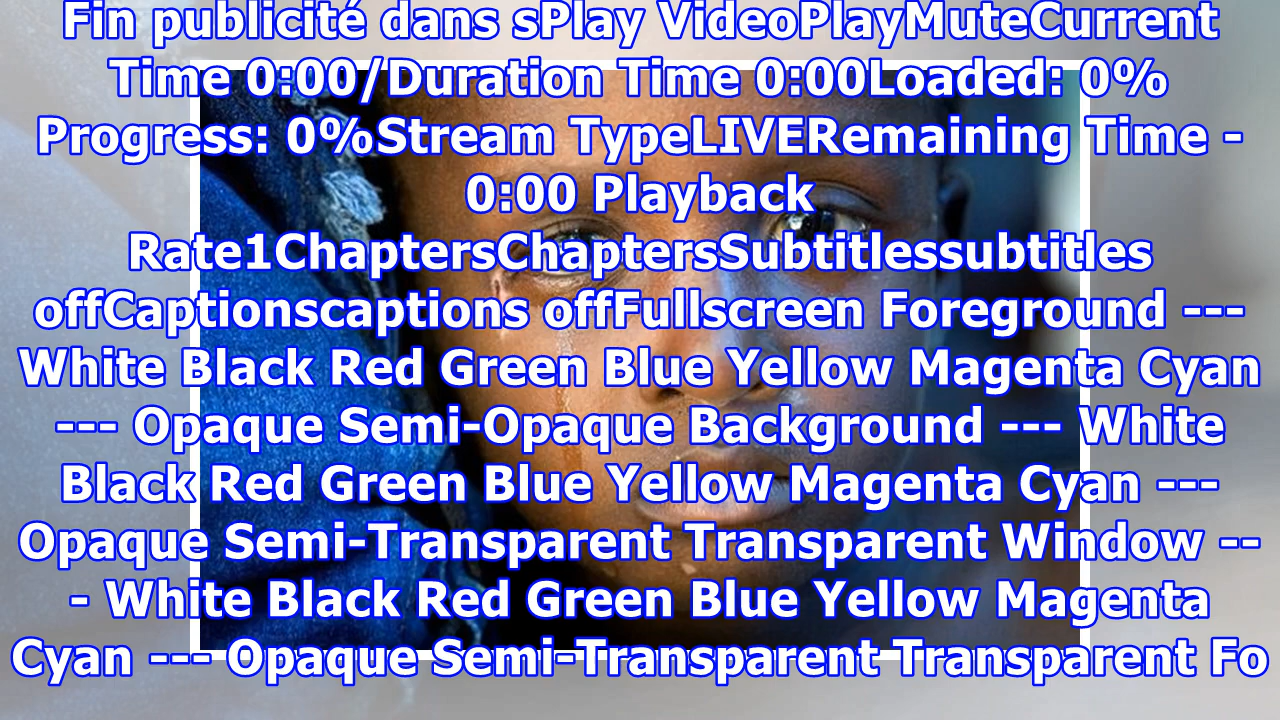 Fin publicité dans sPlay VideoPlayMuteCurrent
Time 0:00/Duration Time 0:00Loaded: 0%
Progress: 0%Stream TypeLIVERemaining Time -
0:00 Playback
Rate1ChaptersChaptersSubtitlessubtitles
offCaptionscaptions offFullscreen Foreground ---
White Black Red Green Blue Yellow Magenta Cyan
--- Opaque Semi-Opaque Background --- White
Black Red Green Blue Yellow Magenta Cyan ---
Opaque Semi-Transparent Transparent Window --
- White Black Red Green Blue Yellow Magenta
Cyan --- Opaque Semi-Transparent Transparent Fo